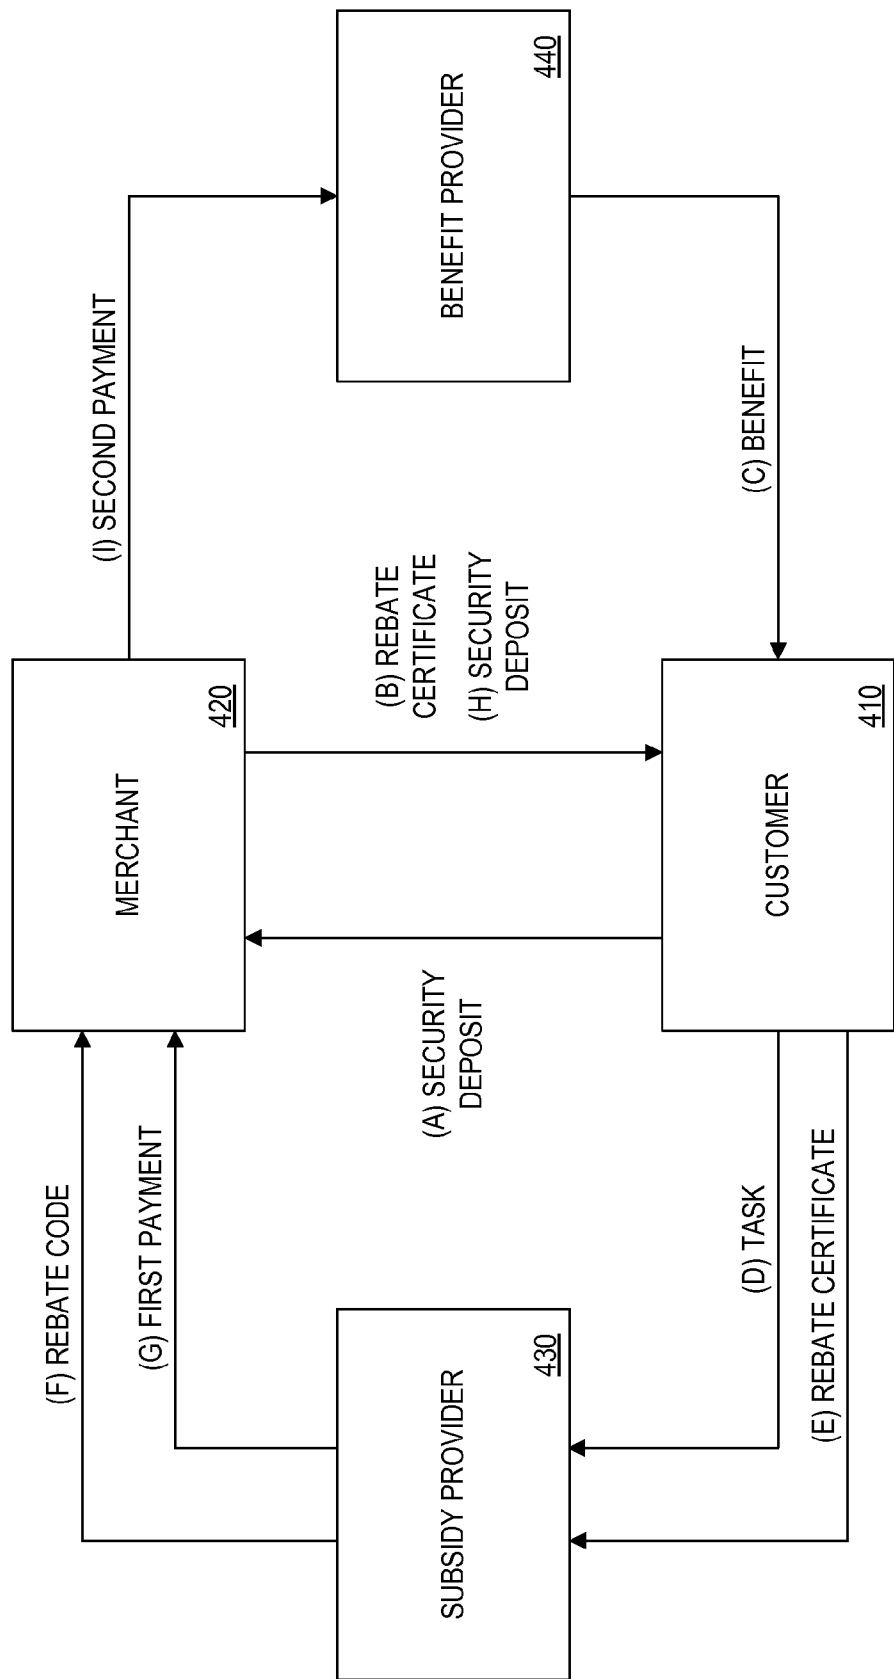 (F) REBATE CODE
(G) FIRST PAYMENT
MERCHANT
420
(I) SECOND PAYMENT
SUBSIDY PROVIDER
430
(A) SECURITY
DEPOSIT
(B) REBATE
CERTIFICATE
(H) SECURITY
DEPOSIT
BENEFIT PROVIDER
440
(D) TASK
(E) REBATE CERTIFICATE
CUSTOMER
410
(C) BENEFIT